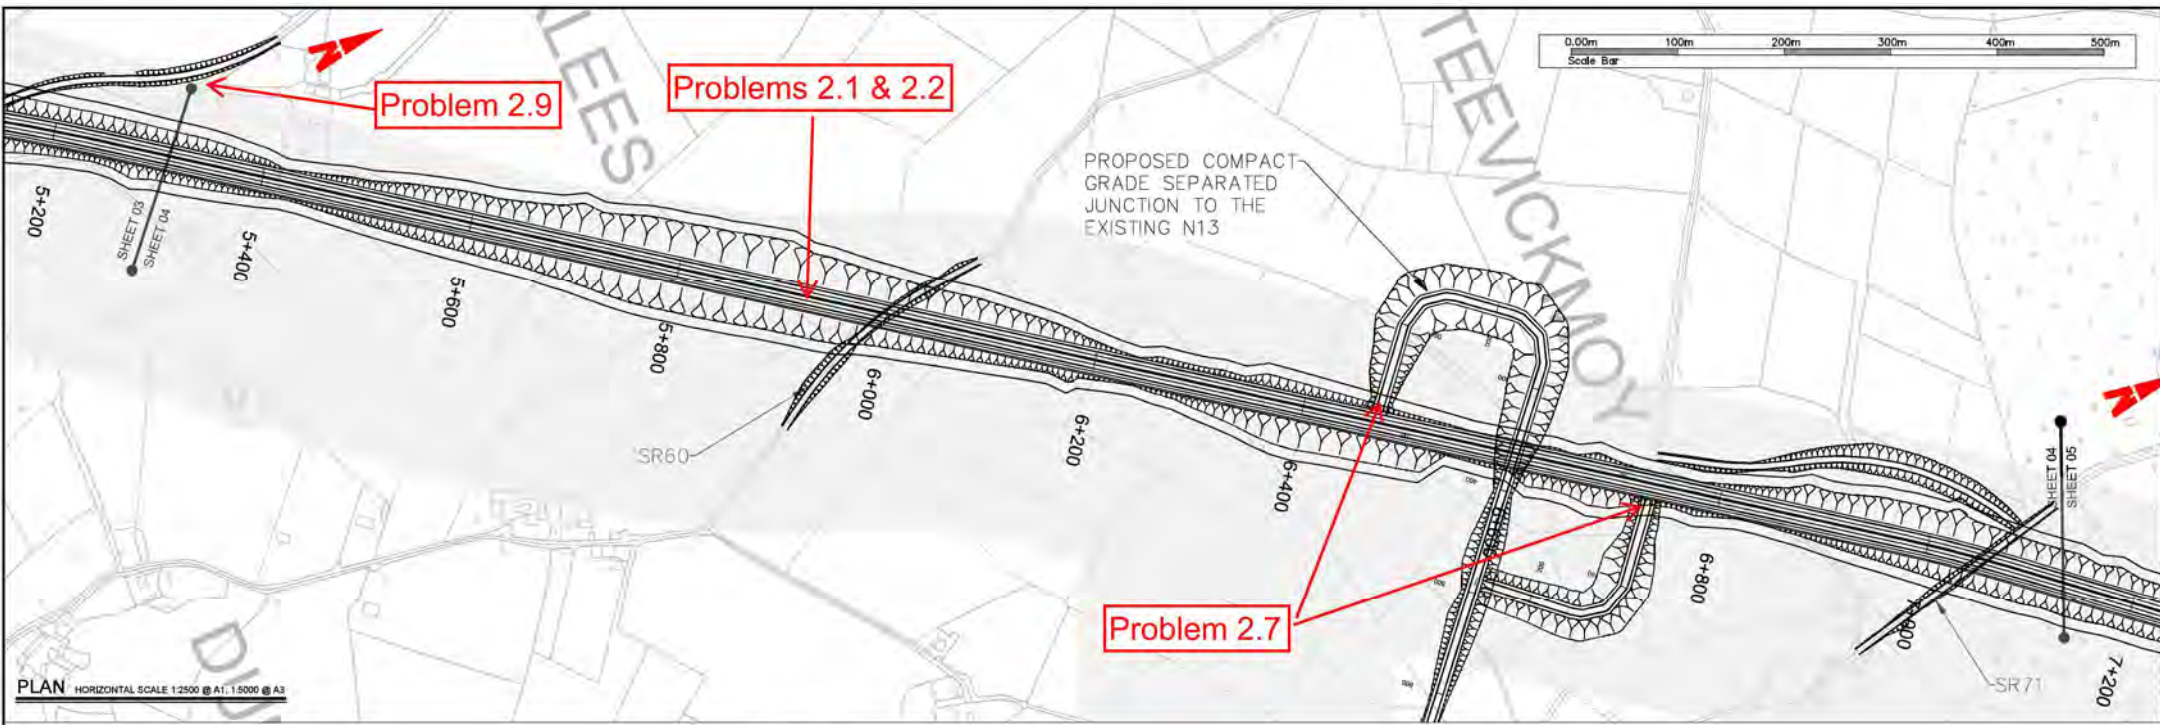 0.00m 100m 200m 300m 400m 500m
Scale Bar
N
Problem 2.9
Problems 2.1 & 2.2
LEES
TEEVICKMOY
PROPOSED COMPACT
GRADE SEPARATED
JUNCTION TO THE
EXISTING N13
5+200
SHEET 03
SHEET 04
5+400
5+600
5+800
6+000
6+200
6+400
SR60
Problem 2.7
6+800
N
SHEET 04
SHEET 05
7+200
SR71
PLAN HORIZONTAL SCALE 1:2500 @ A1, 1:5000 @ A3